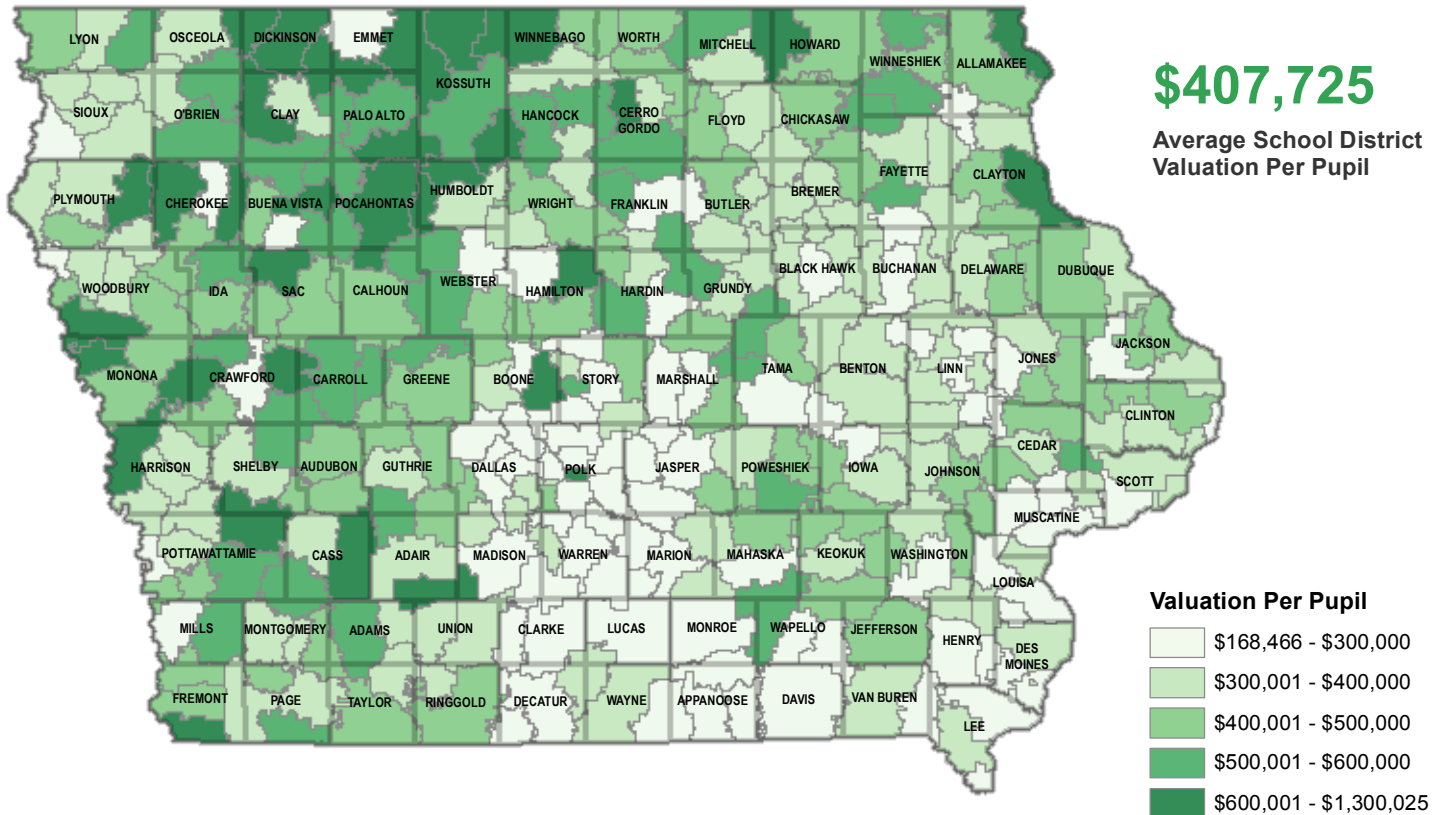 LYON
OSCEOLA
DICKINSON
EMMET
WINNEBAGO
WORTH
MITCHELL
HOWARD
WINNESHIEK
ALLAMAKEE
$407,725
Average School District
Valuation Per Pupil
SIOUX
O'BRIEN
CLAY
PALO ALTO
KOSSUTH
HANCOCK
CERRO
GORDO
FLOYD
CHICKASAW
PLYMOUTH
CHEROKEE
BUENA VISTA
POCAHONTAS
HUMBOLDT
WRIGHT
FRANKLIN
BUTLER
BREMER
FAYETTE
CLAYTON
WOODBURY
IDA
SAC
CALHOUN
WEBSTER
HAMILTON
HARDIN
GRUNDY
BLACK HAWK
BUCHANAN
DELAWARE
DUBUQUE
MONONA
CRAWFORD
CARROLL
GREENE
BOONE
STORY
MARSHALL
TAMA
BENTON
LINN
JONES
JACKSON
CLINTON
HARRISON
SHELBY
AUDUBON
GUTHRIE
DALLAS
POLK
JASPER
POWESHIEK
IOWA
JOHNSON
CEDAR
SCOTT
MUSCATINE
POTTAWATTAMIE
CASS
ADAIR
MADISON
WARREN
MARION
MAHASKA
KEOKUK
WASHINGTON
LOUISA
MILLS
MONTGOMERY
ADAMS
UNION
CLARKE
LUCAS
MONROE
WAPELLO
JEFFERSON
HENRY
DES
MOINES
FREMONT
PAGE
TAYLOR
RINGGOLD
DECATUR
WAYNE
APPANOOSE
DAVIS
VAN BUREN
LEE
Valuation Per Pupil
$168,466 - $300,000
$300,001 - $400,000
$400,001 - $500,000
$500,001 - $600,000
$600,001 - $1,300,025